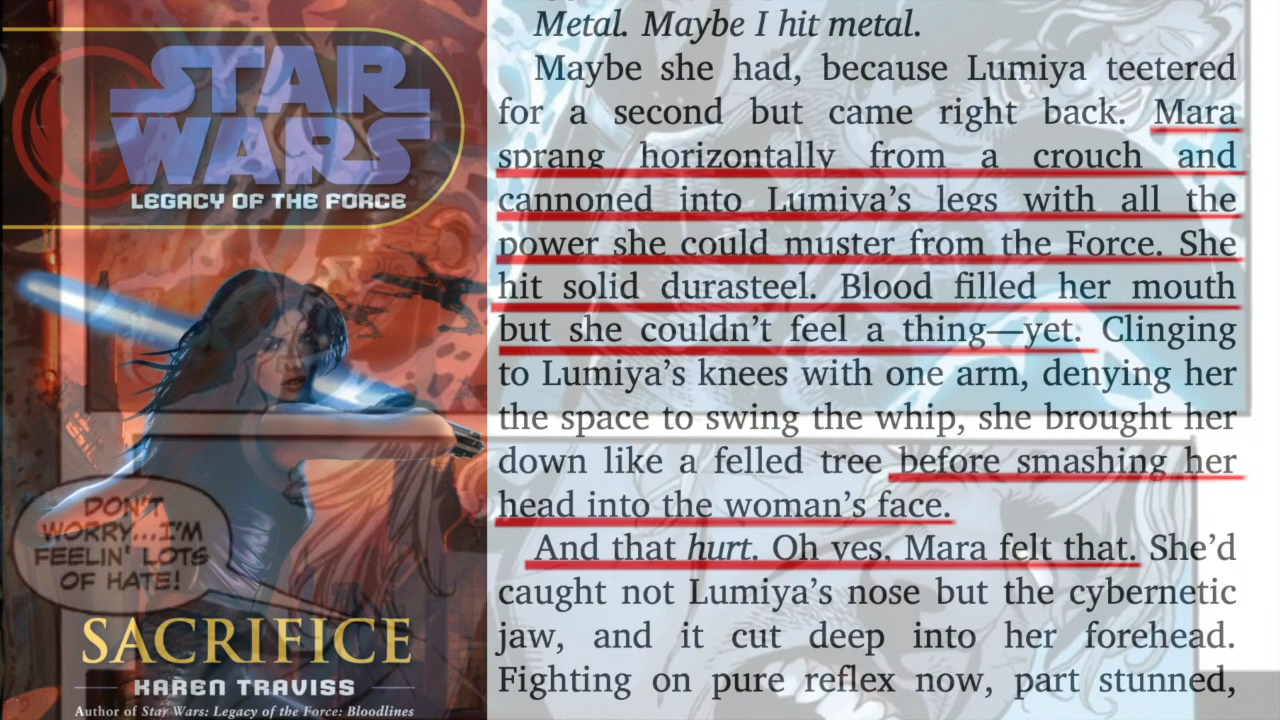 STAR
WARS
LEGACY OF THE FORCE
DON'T
WORRY...I'M
FEELIN' LOTS
OF HATE!
SACRIFICE
KAREN TRAVISS
Author of Star Wars: Legacy of the Force: Bloodlines
Metal. Maybe I hit metal.
Maybe she had, because Lumiya teetered
for a second but came right back. Mara
sprang horizontally from a crouch and
cannoned into Lumiya's legs with all the
power she could muster from the Force. She
hit solid durasteel. Blood filled her mouth
but she couldn't feel a thing—yet. Clinging
to Lumiya's knees with one arm, denying her
the space to swing the whip, she brought her
down like a felled tree before smashing her
head into the woman's face.
And that hurt. Oh yes, Mara felt that. She'd
caught not Lumiya's nose but the cybernetic
jaw, and it cut deep into her forehead.
Fighting on pure reflex now, part stunned,